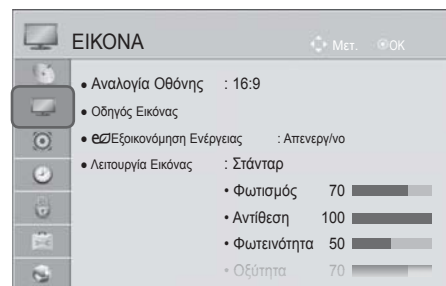 ΕΙΚΟΝΑ Μετ. OK
• Αναλογία Οθόνης : 16:9
• Οδηγός Εικόνας
• Εξοικονόμηση Ενέργειας : Απενεργ/νο
• Λειτουργία Εικόνας : Στάνταρ
• Φωτισμός 70
• Αντίθεση 100
• Φωτεινότητα 50
• Οξύτητα 70